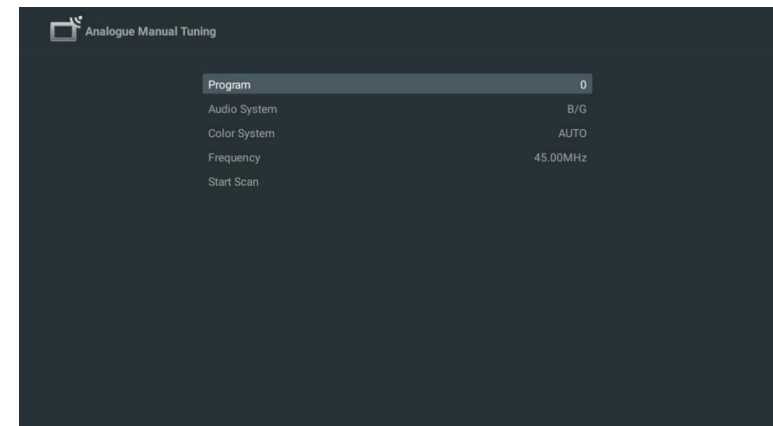 Analogue Manual Tuning
Program 0
Audio System B/G
Color System AUTO
Frequency 45.00MHz
Start Scan